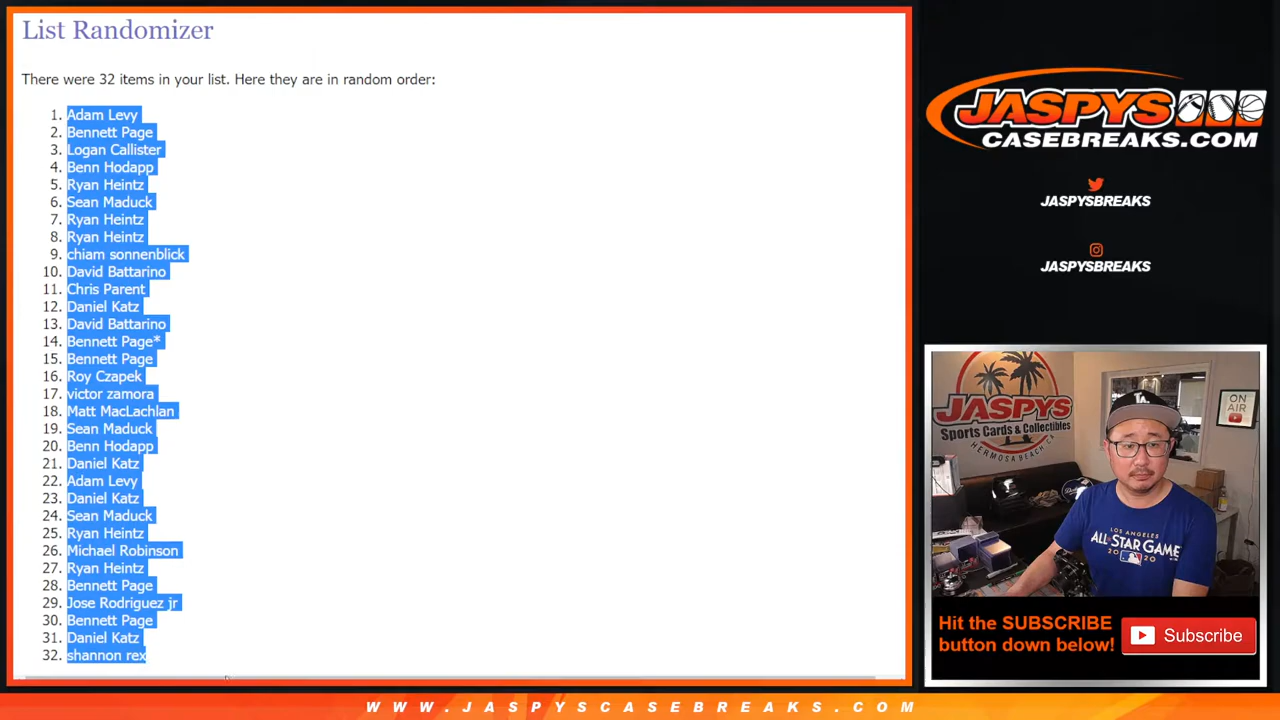 List Randomizer
There were 32 items in your list. Here they are in random order:
1. Adam Levy
2. Bennett Page
3. Logan Callister
4. Benn Hodapp
5. Ryan Heintz
6. Sean Maduck
7. Ryan Heintz
8. Ryan Heintz
9. chiam sonnenblick
10. David Battarino
11. Chris Parent
12. Daniel Katz
13. David Battarino
14. Bennett Page*
15. Bennett Page
16. Roy Czapek
17. victor zamora
18. Matt MacLachlan
19. Sean Maduck
20. Benn Hodapp
21. Daniel Katz
22. Adam Levy
23. Daniel Katz
24. Sean Maduck
25. Ryan Heintz
26. Michael Robinson
27. Ryan Heintz
28. Bennett Page
29. Jose Rodriguez jr
30. Bennett Page
31. Daniel Katz
32. shannon rex
JASPYS
CASEBREAKS.COM
JASPYSBREAKS
JASPYSBREAKS
JASPYS
Sports Cards & Collectibles
HERMOSA BEACH, CA
ON
AIR
LOS ANGELES
ALL-STAR GAME
2020
Hit the SUBSCRIBE
button down below!
Subscribe
WWW.JASPYSCASEBREAKS.COM